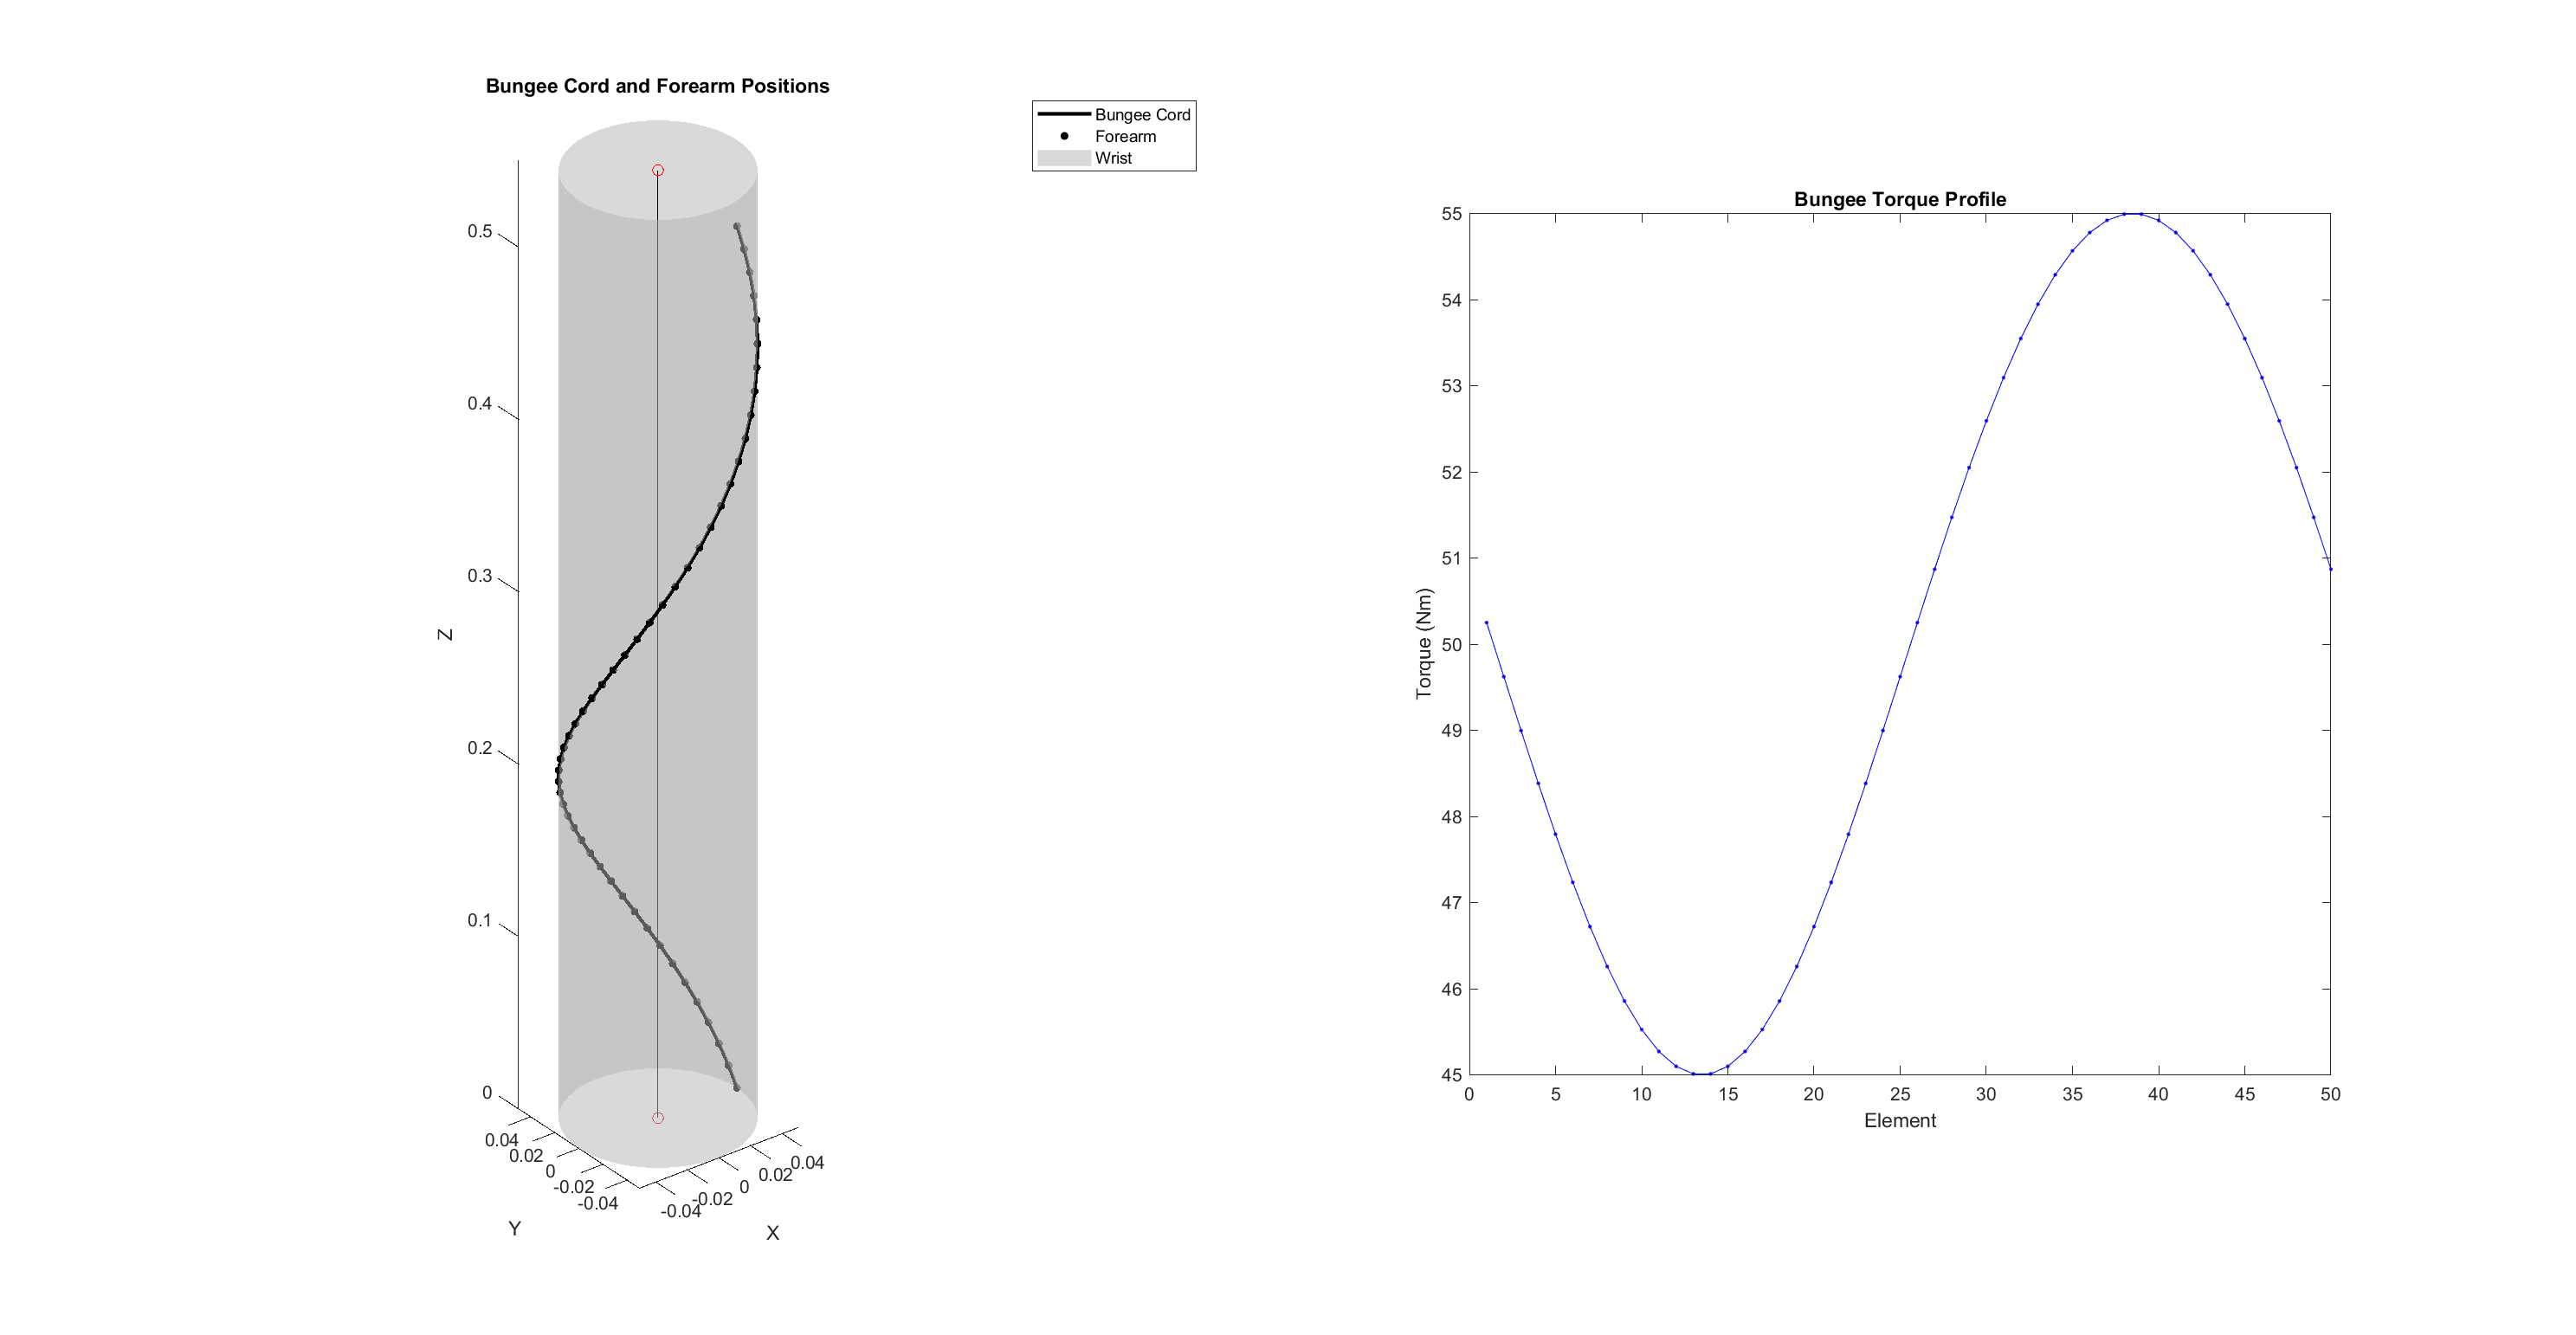 Bungee Cord and Forearm Positions
Bungee Cord
Forearm
Wrist
0.5
0.4
0.3
0.2
0.1
0
Z
0.04
0.02
0
-0.02
-0.04
Y
-0.04
-0.02
0
0.02
0.04
X
Bungee Torque Profile
55
54
53
52
51
50
49
48
47
46
45
Torque (Nm)
0 5 10 15 20 25 30 35 40 45 50
Element